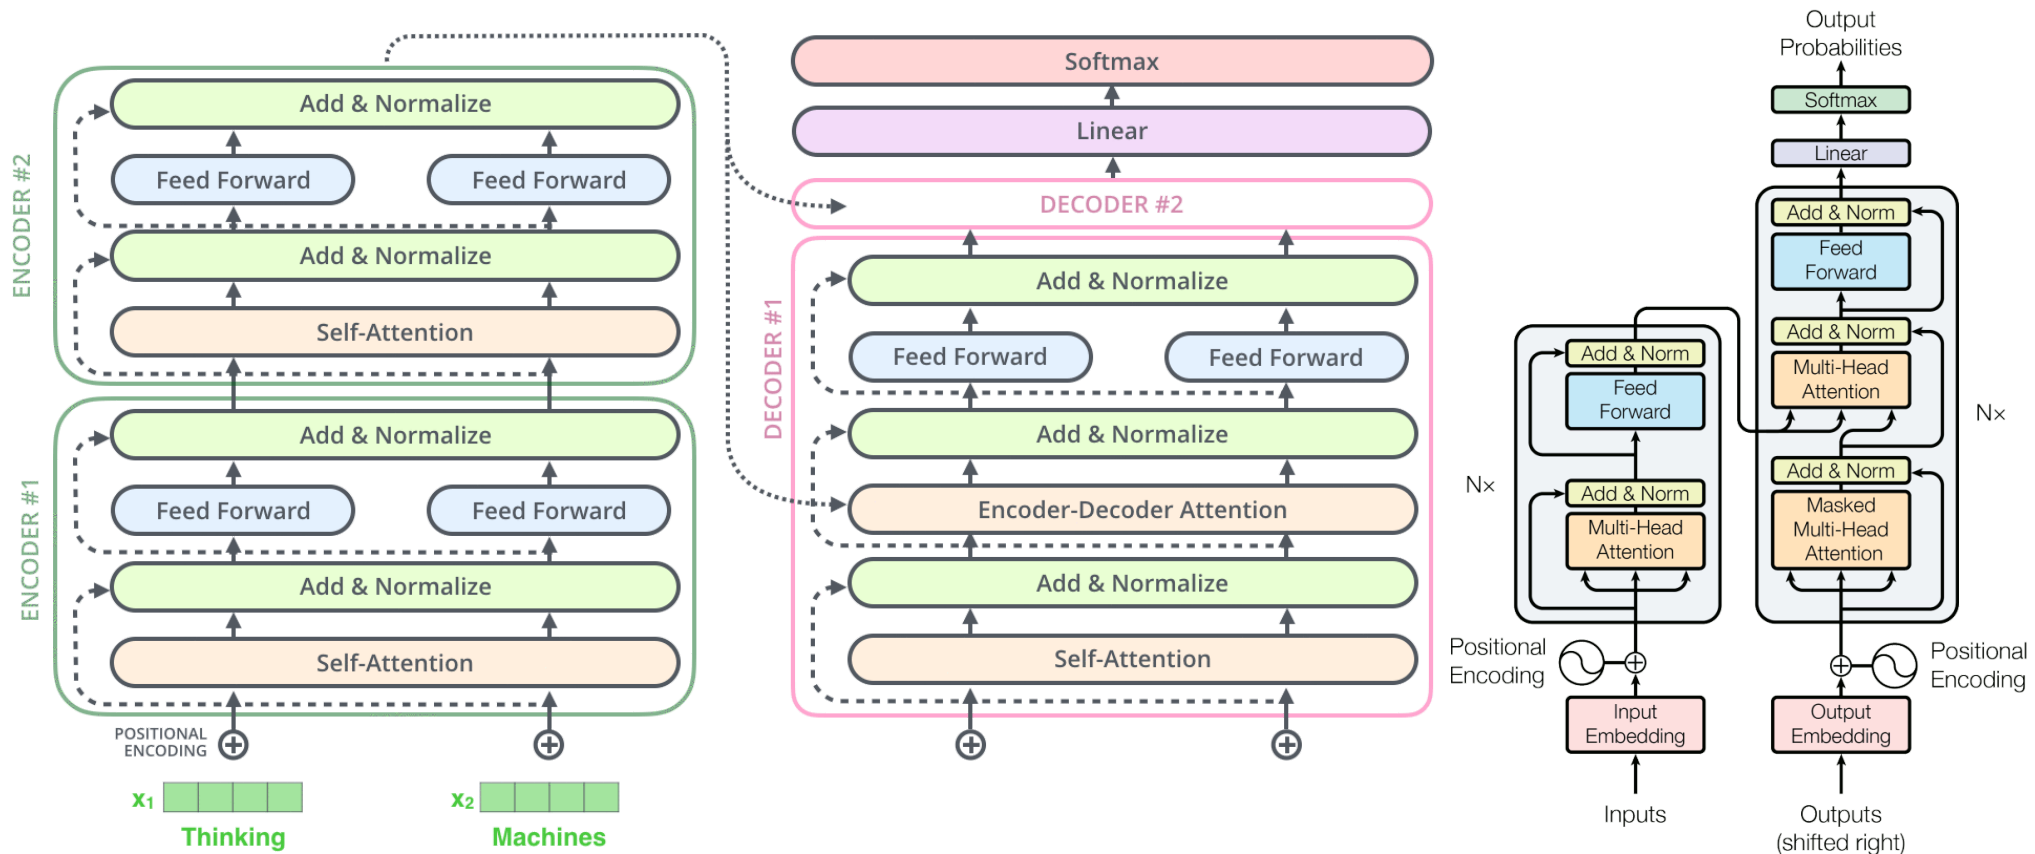 ENCODER #2
Add & Normalize
Feed Forward
Feed Forward
Add & Normalize
Self-Attention
ENCODER #1
Add & Normalize
Feed Forward
Feed Forward
Add & Normalize
Self-Attention
POSITIONAL
ENCODING
x1
x2
Thinking
Machines
Softmax
Linear
DECODER #2
DECODER #1
Add & Normalize
Feed Forward
Feed Forward
Add & Normalize
Encoder-Decoder Attention
Add & Normalize
Self-Attention
Nx
Add & Norm
Feed
Forward
Add & Norm
Multi-Head
Attention
Positional
Encoding
Input
Embedding
Inputs
Output
Probabilities
Softmax
Linear
Add & Norm
Feed
Forward
Add & Norm
Multi-Head
Attention
N×
Add & Norm
Masked
Multi-Head
Attention
Positional
Encoding
Output
Embedding
Outputs
(shifted right)